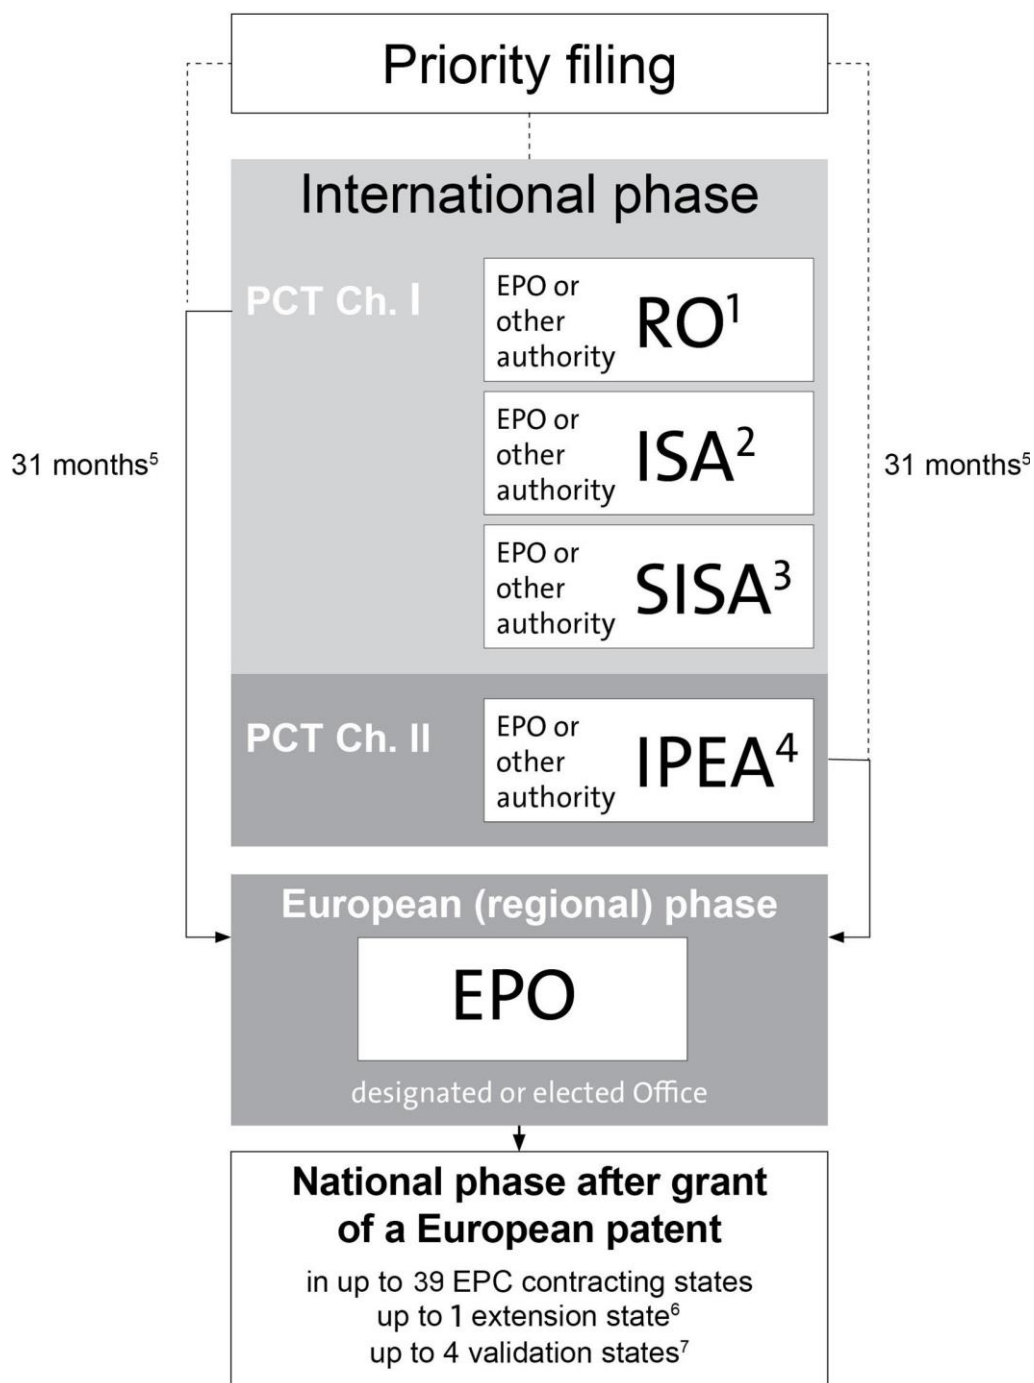 Priority filing
International phase
PCT Ch. I
EPO or
other
authority
RO¹
EPO or
other
authority
ISA²
31 months⁵
31 months⁵
EPO or
other
authority
SISA³
PCT Ch. II
EPO or
other
authority
IPEA⁴
European (regional) phase
EPO
designated or elected Office
National phase after grant
of a European patent
in up to 39 EPC contracting states
up to 1 extension state⁶
up to 4 validation states⁷